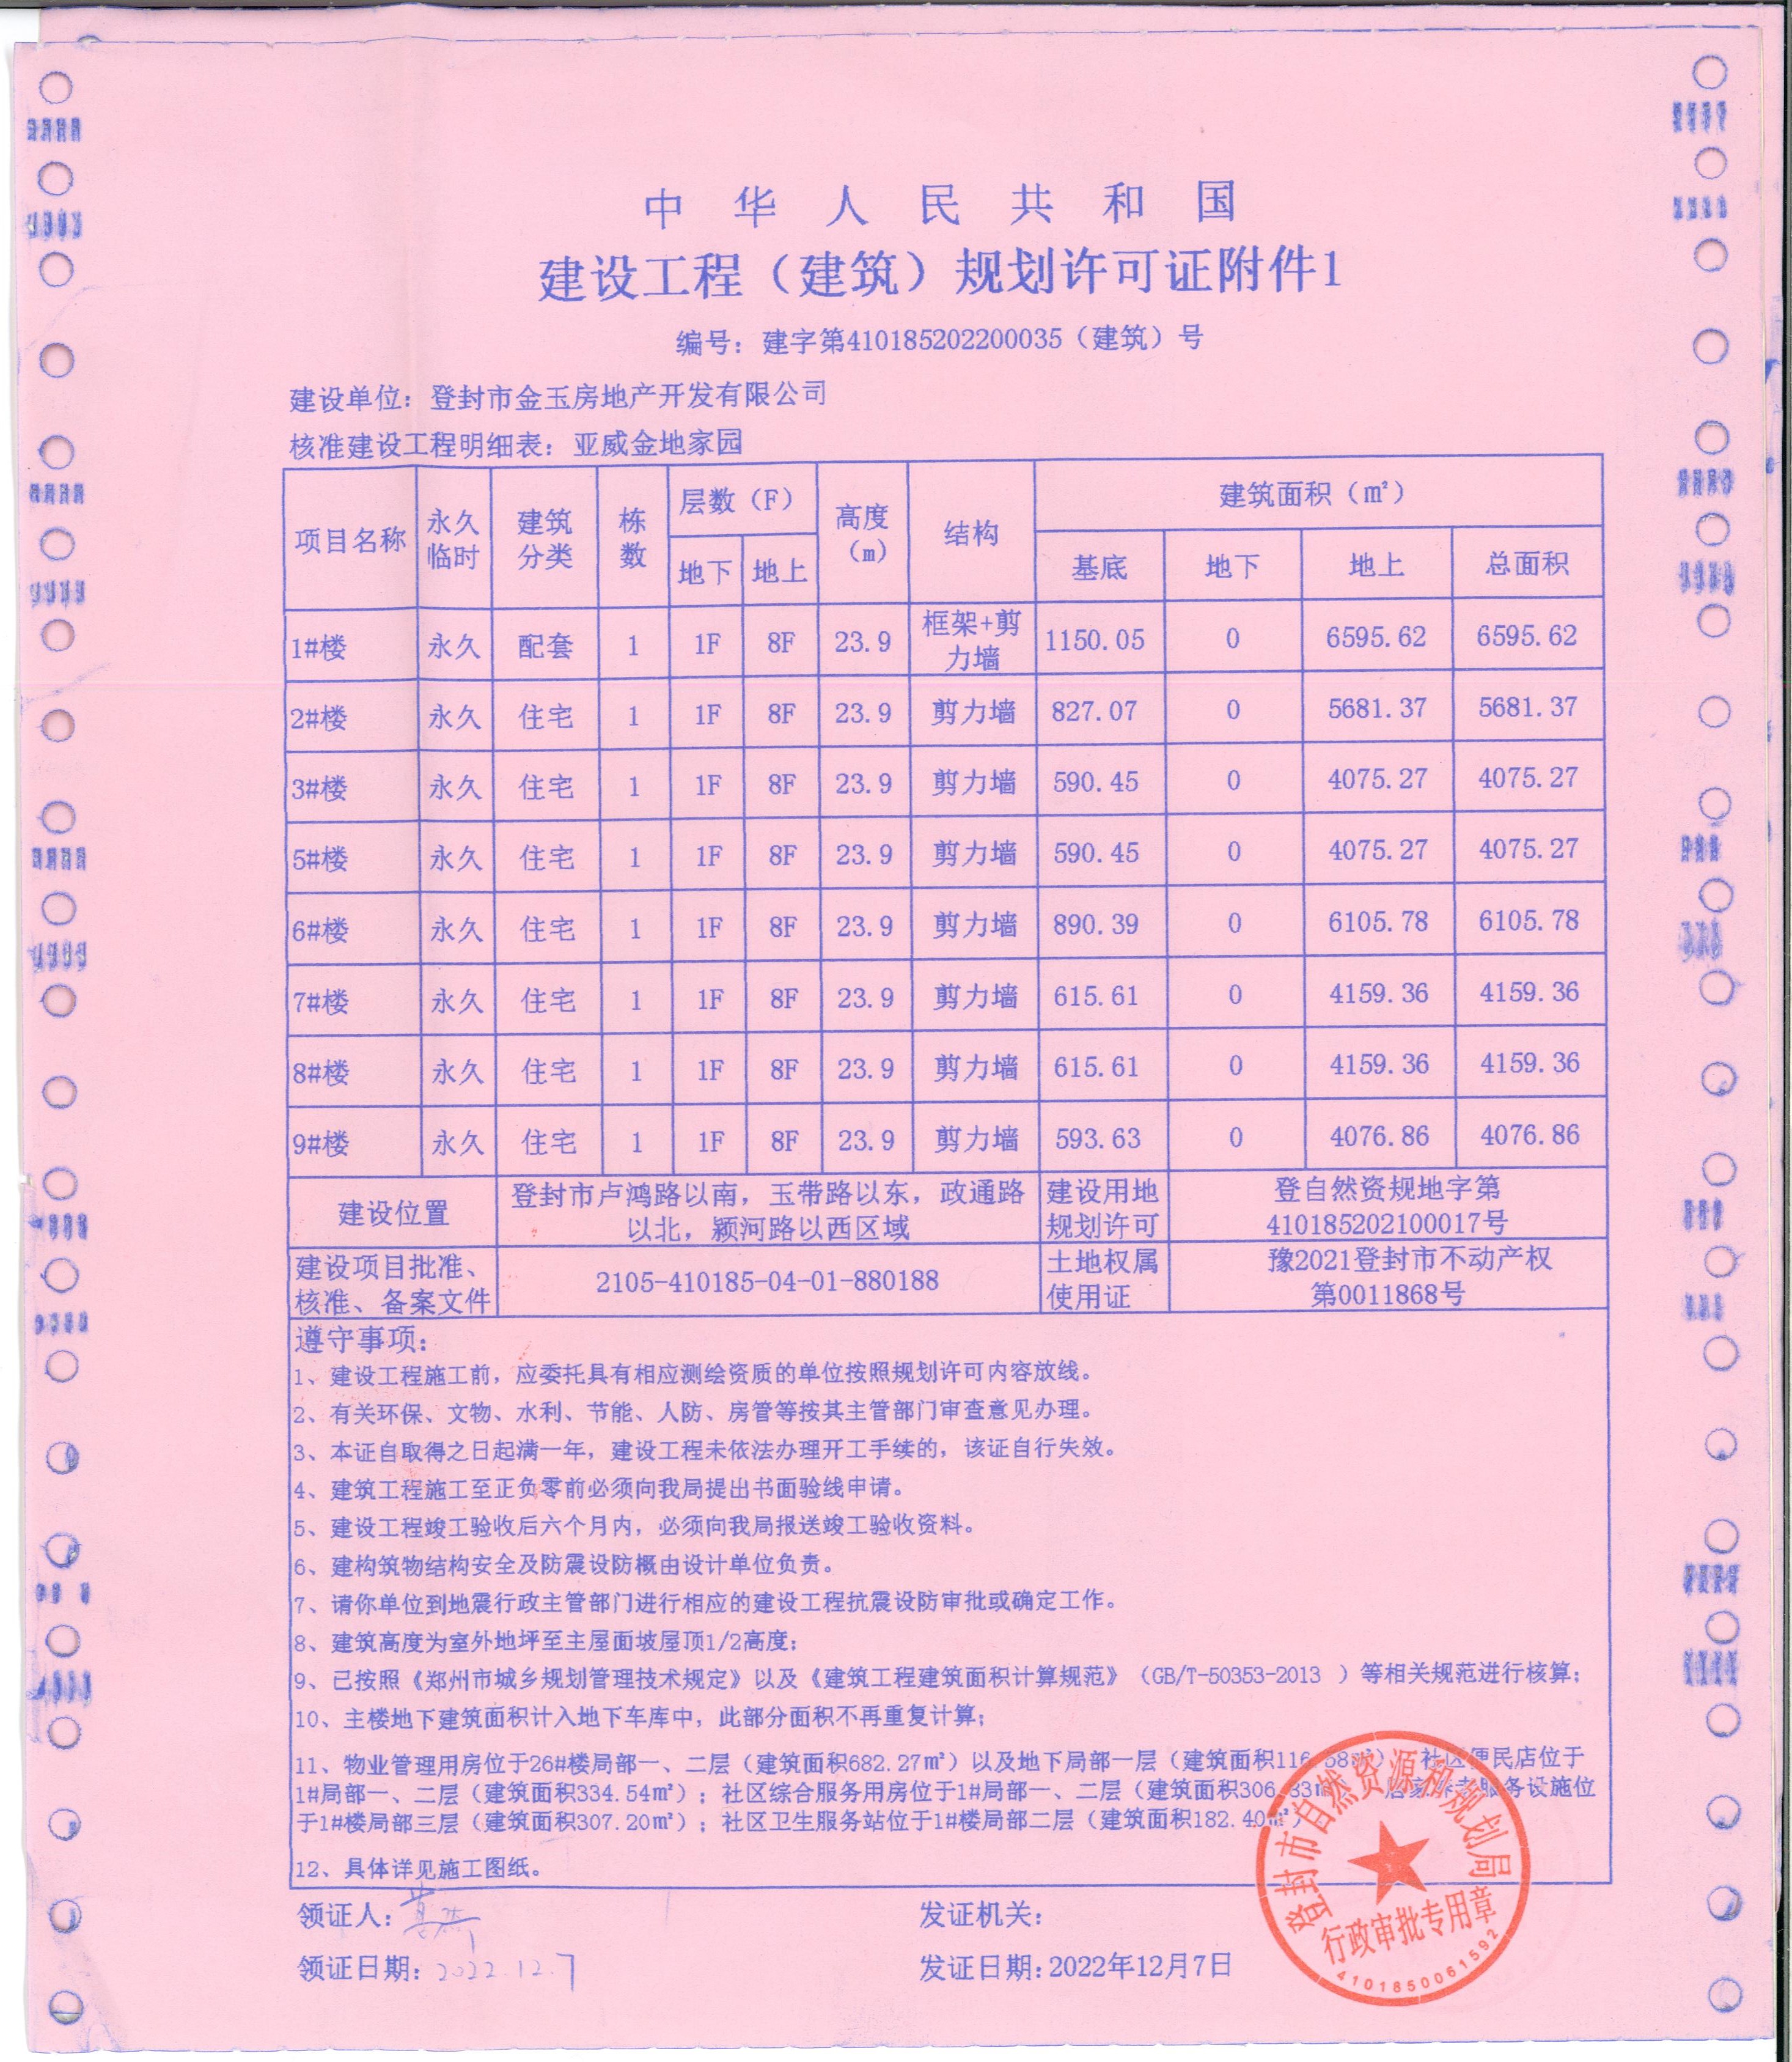 中华人民共和国
建设工程（建筑）规划许可证附件1
编号：建字第410185202200035（建筑）号
建设单位：登封市金玉房地产开发有限公司
核准建设工程明细表：亚威金地家园
项目名称 永久临时 建筑分类 栋数 层数（F） 高度（m） 结构 建筑面积（㎡）
地下 地上 基底 地下 地上 总面积
1#楼 永久 配套 1 1F 8F 23.9 框架+剪力墙 1150.05 0 6595.62 6595.62
2#楼 永久 住宅 1 1F 8F 23.9 剪力墙 827.07 0 5681.37 5681.37
3#楼 永久 住宅 1 1F 8F 23.9 剪力墙 590.45 0 4075.27 4075.27
5#楼 永久 住宅 1 1F 8F 23.9 剪力墙 590.45 0 4075.27 4075.27
6#楼 永久 住宅 1 1F 8F 23.9 剪力墙 890.39 0 6105.78 6105.78
7#楼 永久 住宅 1 1F 8F 23.9 剪力墙 615.61 0 4159.36 4159.36
8#楼 永久 住宅 1 1F 8F 23.9 剪力墙 615.61 0 4159.36 4159.36
9#楼 永久 住宅 1 1F 8F 23.9 剪力墙 593.63 0 4076.86 4076.86
建设位置 登封市卢鸿路以南，玉带路以东，政通路以北，颍河路以西区域 建设用地规划许可 登自然资规地字第410185202100017号
建设项目批准、核准、备案文件 2105-410185-04-01-880188 土地权属使用证 豫2021登封市不动产权第0011868号
遵守事项：
1、建设工程施工前，应委托具有相应测绘资质的单位按照规划许可内容放线。
2、有关环保、文物、水利、节能、人防、房管等按其主管部门审查意见办理。
3、本证自取得之日起满一年，建设工程未依法办理开工手续的，该证自行失效。
4、建筑工程施工至正负零前必须向我局提出书面验线申请。
5、建设工程竣工验收后六个月内，必须向我局报送竣工验收资料。
6、建构筑物结构安全及防震设防概由设计单位负责。
7、请你单位到地震行政主管部门进行相应的建设工程抗震设防审批或确定工作。
8、建筑高度为室外地坪至主屋面坡屋顶1/2高度；
9、已按照《郑州市城乡规划管理技术规定》以及《建筑工程建筑面积计算规范》（GB/T-50353-2013 ）等相关规范进行核算；
10、主楼地下建筑面积计入地下车库中，此部分面积不再重复计算；
11、物业管理用房位于26#楼局部一、二层（建筑面积682.27㎡）以及地下局部一层（建筑面积116.58㎡）；社区便民店位于
1#局部一、二层（建筑面积334.54㎡）；社区综合服务用房位于1#局部一、二层（建筑面积306.33㎡）；居家养老服务设施位
于1#楼局部三层（建筑面积307.20㎡）；社区卫生服务站位于1#楼局部二层（建筑面积182.40㎡）
12、具体详见施工图纸。
领证人：
发证机关：
领证日期：2022.12.7
发证日期：2022年12月7日
登封市自然资源和规划局
行政审批专用章
4101850061592